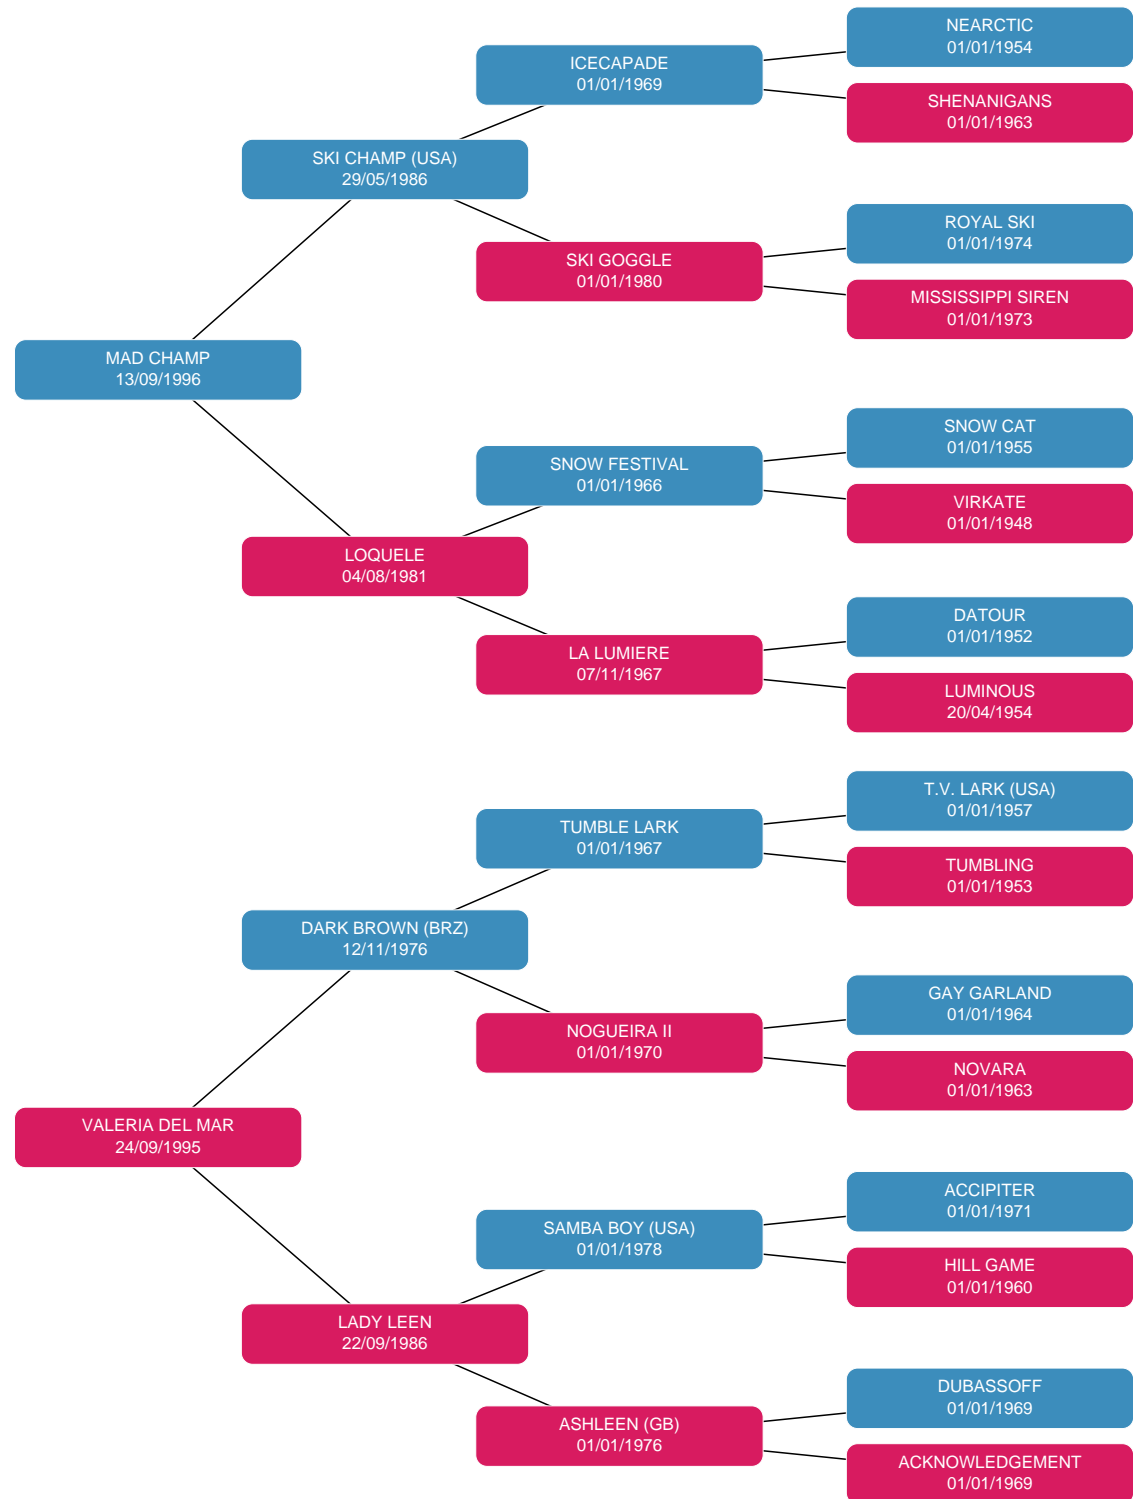 NEARCTIC
01/01/1954
ICECAPADE
01/01/1969
SHENANIGANS
01/01/1963
SKI CHAMP (USA)
29/05/1986
ROYAL SKI
01/01/1974
SKI GOGGLE
01/01/1980
MISSISSIPPI SIREN
01/01/1973
MAD CHAMP
13/09/1996
SNOW CAT
01/01/1955
SNOW FESTIVAL
01/01/1966
VIRKATE
01/01/1948
LOQUELE
04/08/1981
DATOUR
01/01/1952
LA LUMIERE
07/11/1967
LUMINOUS
20/04/1954
T.V. LARK (USA)
01/01/1957
TUMBLE LARK
01/01/1967
TUMBLING
01/01/1953
DARK BROWN (BRZ)
12/11/1976
GAY GARLAND
01/01/1964
NOGUEIRA II
01/01/1970
NOVARA
01/01/1963
VALERIA DEL MAR
24/09/1995
ACCIPITER
01/01/1971
SAMBA BOY (USA)
01/01/1978
HILL GAME
01/01/1960
LADY LEEN
22/09/1986
DUBASSOFF
01/01/1969
ASHLEEN (GB)
01/01/1976
ACKNOWLEDGEMENT
01/01/1969